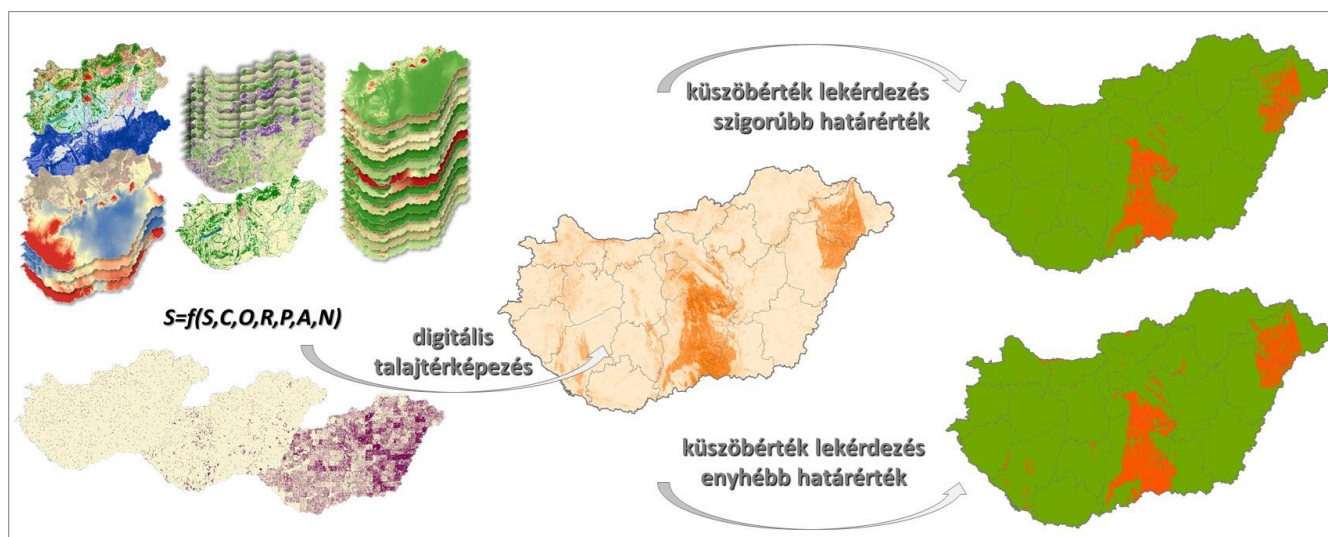 S=f(S,C,O,R,P,A,N)
digitális
talajtérképezés
küszöbérték lekérdezés
szigorúbb határérték
küszöbérték lekérdezés
enyhébb határérték